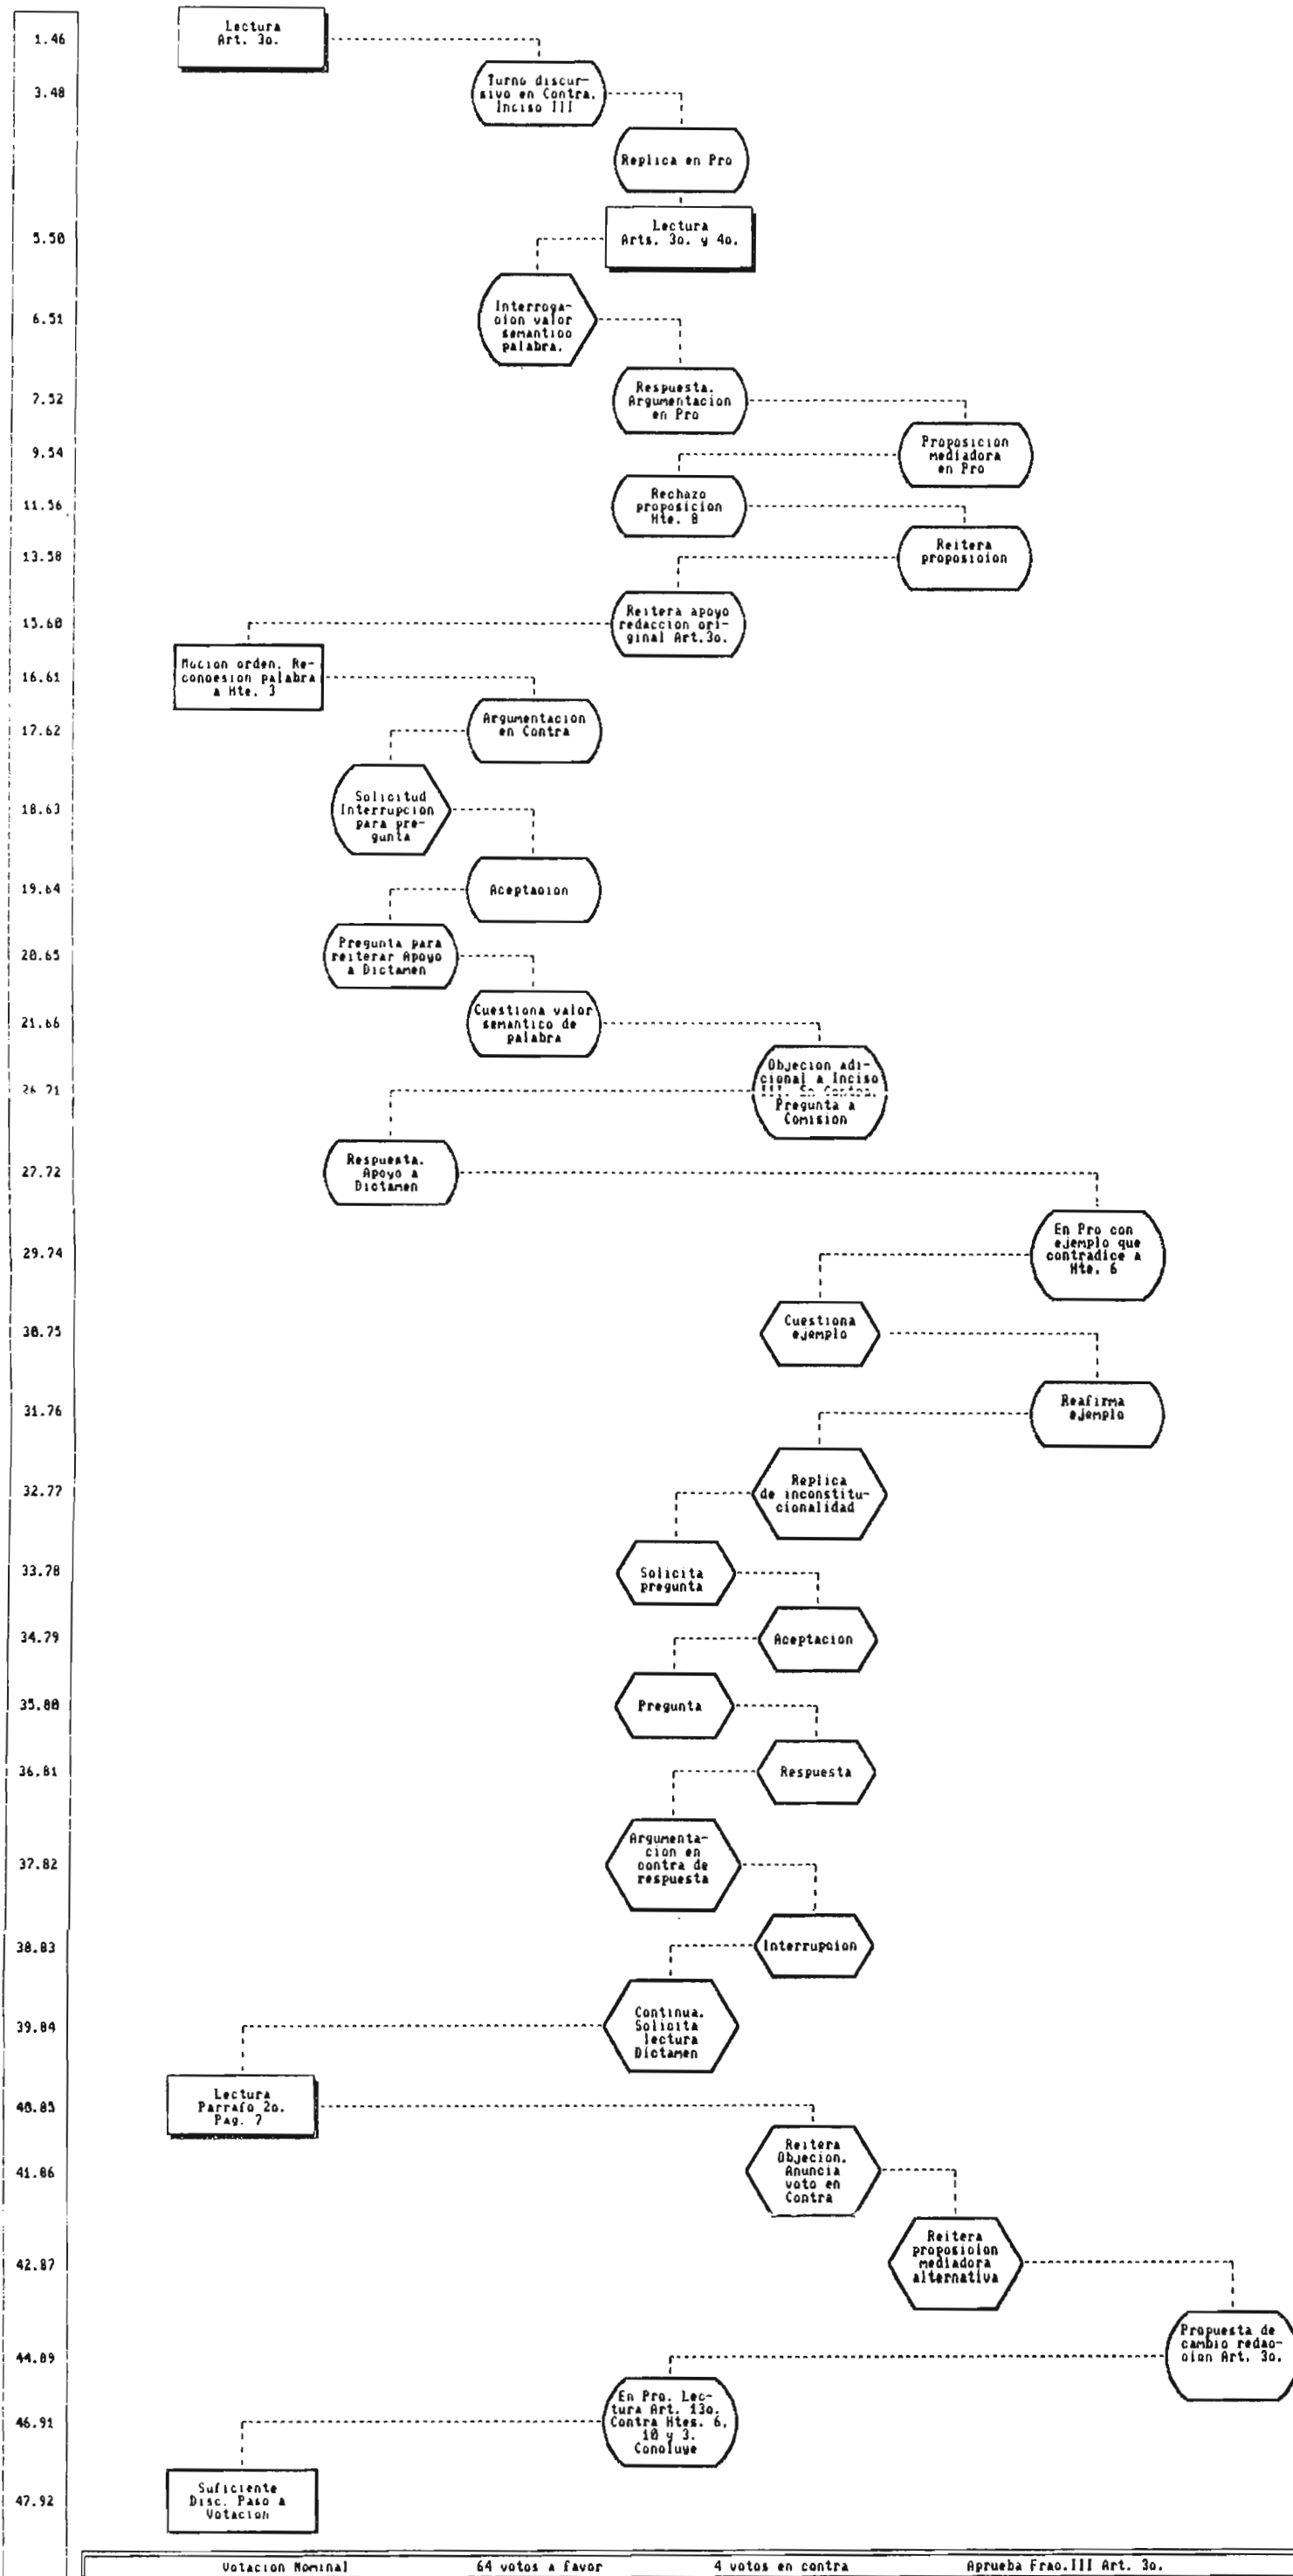 1.46
Lectura
Art. 3o.
3.48
Turno discur-
sivo en Contra.
Inciso III
Replica en Pro
5.50
Lectura
Arts. 3o. y 4o.
6.51
Interroga-
cion valor
semantico
palabra.
7.52
Respuesta.
Argumentacion
en Pro
9.54
Proposicion
mediadora
en Pro
11.56
Rechazo
proposicion
Hte. 8
13.58
Reitera
proposicion
15.60
Reitera apoyo
redaccion ori-
ginal Art.3o.
16.61
Mocion orden. Re-
concesion palabra
a Hte. 3
17.62
Argumentacion
en Contra
18.63
Solicitud
Interrupcion
para pre-
gunta
19.64
Aceptacion
20.65
Pregunta para
reiterar Apoyo
a Dictamen
21.66
Cuestiona valor
semantico de
palabra
26.71
Objecion adi-
cional a Inciso
III. En Contra.
Pregunta a
Comision
27.72
Respuesta.
Apoyo a
Dictamen
29.74
En Pro con
ejemplo que
contradice a
Hte. 6
30.75
Cuestiona
ejemplo
31.76
Reafirma
ejemplo
32.77
Replica
de inconstitu-
cionalidad
33.78
Solicita
pregunta
34.79
Aceptacion
35.80
Pregunta
36.81
Respuesta
37.82
Argumenta-
cion en
contra de
respuesta
38.83
Interrupcion
39.84
Continua.
Solicita
lectura
Dictamen
40.85
Lectura
Parrafo 2o.
Pag. 7
41.86
Reitera
Objecion.
Anuncia
voto en
Contra
42.87
Reitera
proposicion
mediadora
alternativa
44.89
Propuesta de
cambio redac-
cion Art. 3o.
46.91
En Pro. Lec-
tura Art. 13o.
Contra Htes. 6,
10 y 3.
Concluye
47.92
Suficiente
Disc. Paso a
Votacion
Votacion Nominal 64 votos a favor 4 votos en contra Aprueba Frac.III Art. 3o.